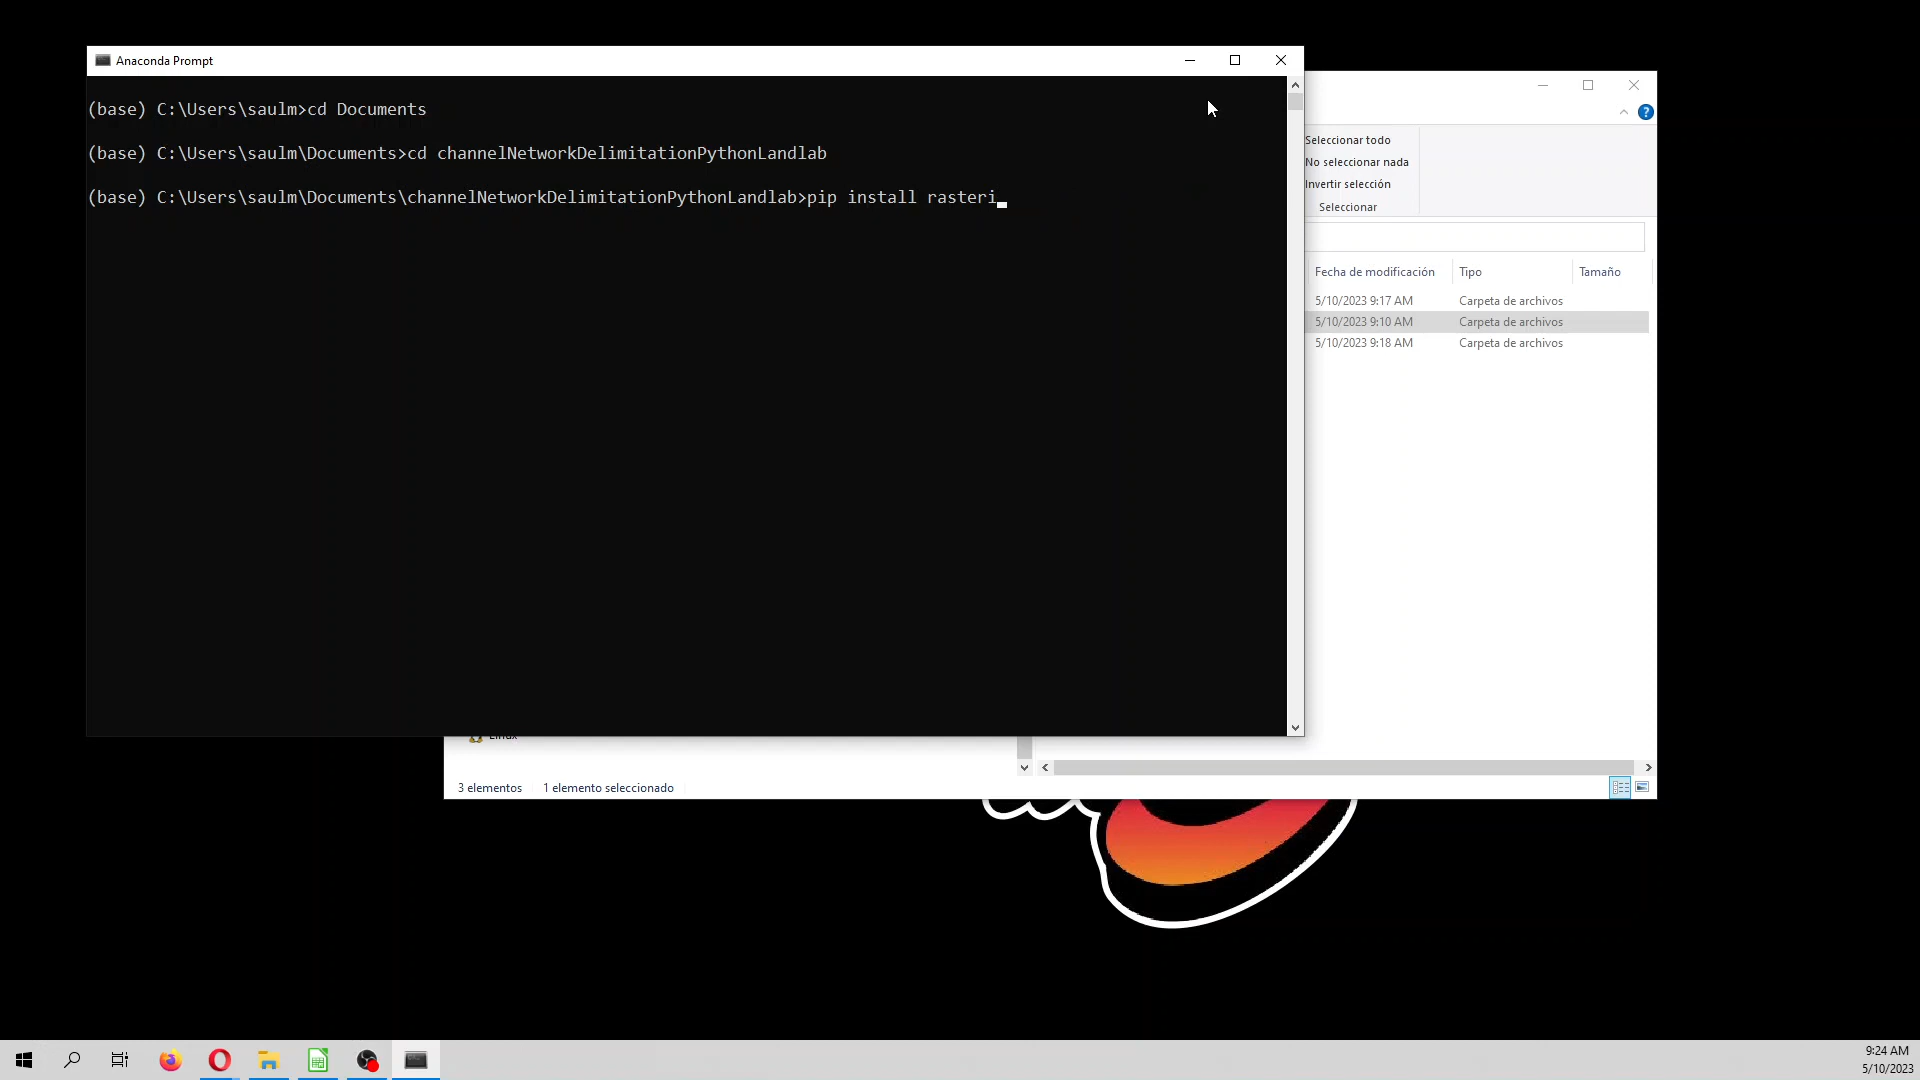 Anaconda Prompt
(base) C:\Users\saulm>cd Documents
(base) C:\Users\saulm\Documents>cd channelNetworkDelimitationPythonLandlab
(base) C:\Users\saulm\Documents\channelNetworkDelimitationPythonLandlab>pip install rasteri
?
Seleccionar todo
No seleccionar nada
Invertir selección
Seleccionar
Fecha de modificación Tipo Tamaño
5/10/2023 9:17 AM Carpeta de archivos
5/10/2023 9:10 AM Carpeta de archivos
5/10/2023 9:18 AM Carpeta de archivos
Linux
3 elementos 1 elemento seleccionado
9:24 AM
5/10/2023